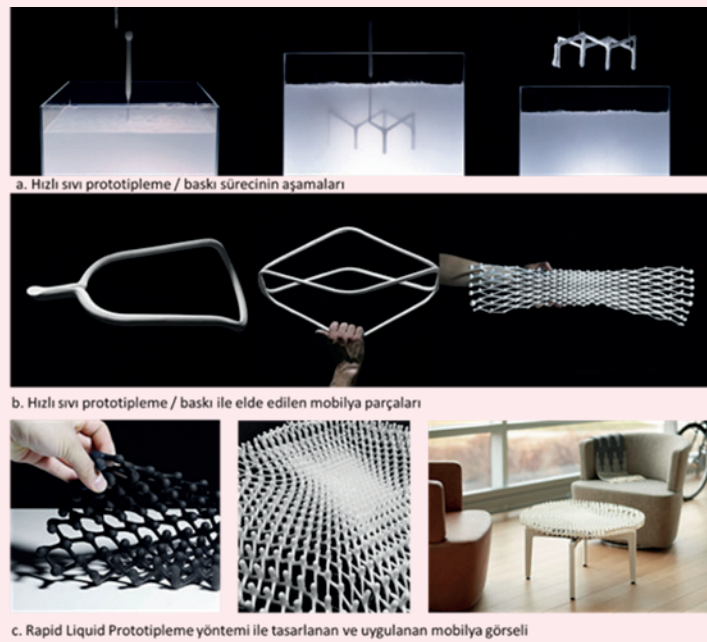 a. Hızlı sıvı prototipleme / baskı sürecinin aşamaları
b. Hızlı sıvı prototipleme / baskı ile elde edilen mobilya parçaları
c. Rapid Liquid Prototipleme yöntemi ile tasarlanan ve uygulanan mobilya görseli